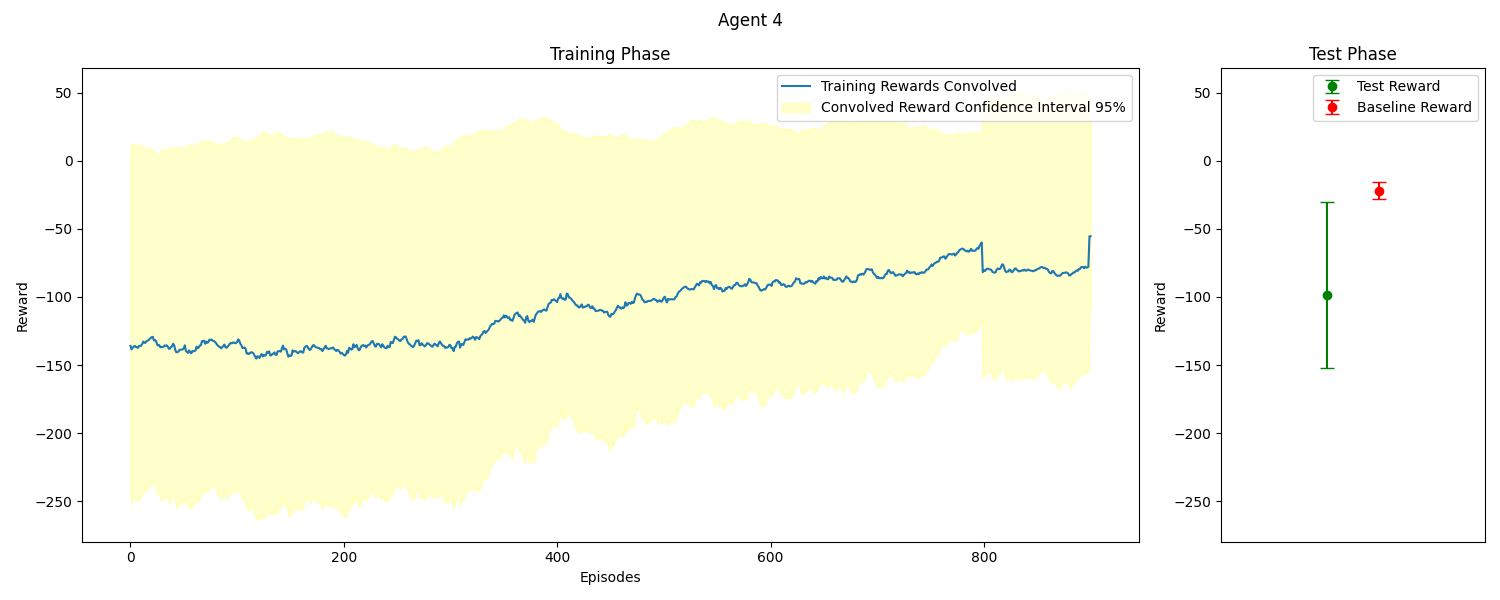 Agent 4
Training Phase
Training Rewards Convolved
Convolved Reward Confidence Interval 95%
50
0
−50
−100
−150
−200
−250
Reward
0
200
400
600
800
Episodes
Test Phase
Test Reward
Baseline Reward
50
0
−50
−100
−150
−200
−250
Reward